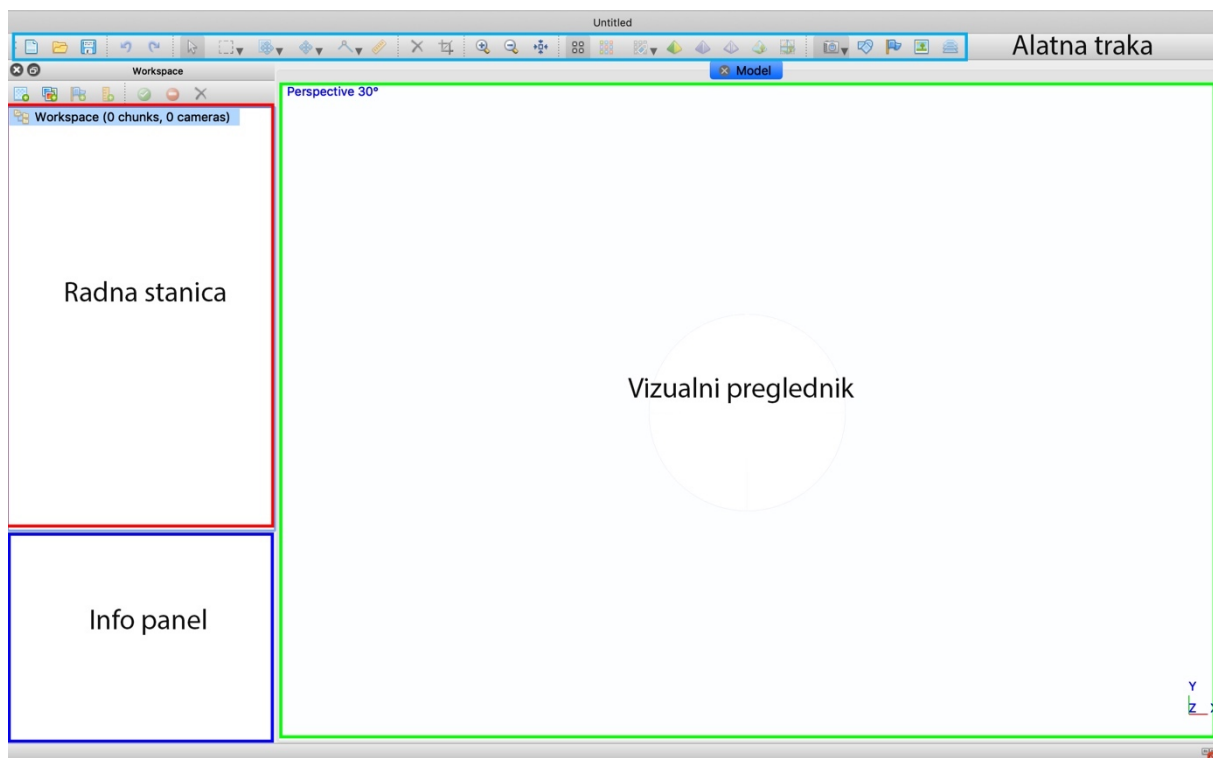 Untitled
Alatna traka
Workspace
Model
Perspective 30°
Workspace (0 chunks, 0 cameras)
Radna stanica
Vizualni preglednik
Info panel
Y
Z X